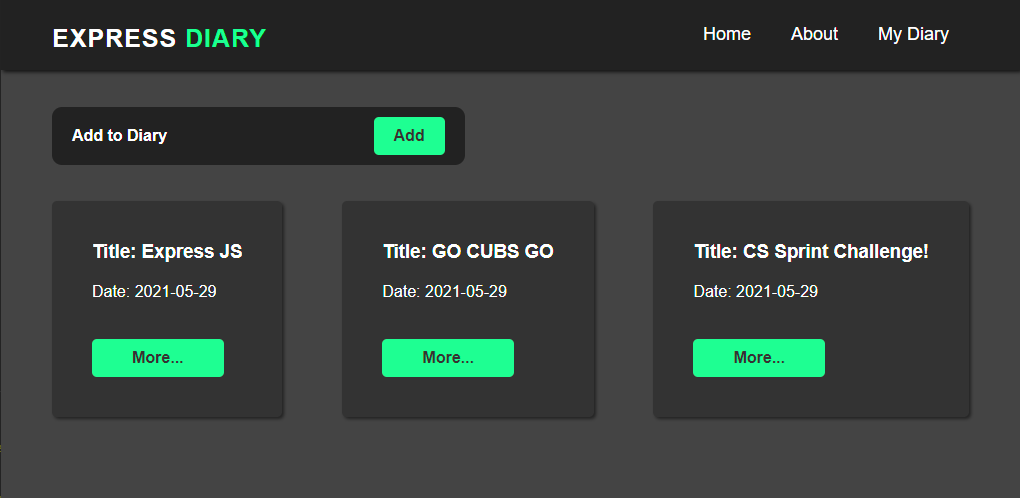 EXPRESS DIARY
Home About My Diary
Add to Diary Add
Title: Express JS
Date: 2021-05-29
More...
Title: GO CUBS GO
Date: 2021-05-29
More...
Title: CS Sprint Challenge!
Date: 2021-05-29
More...